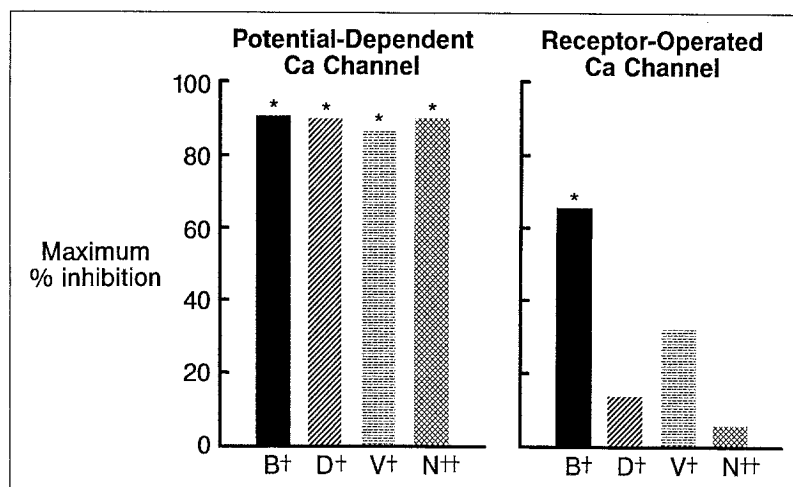 Potential-Dependent
Ca Channel
Receptor-Operated
Ca Channel
Maximum
% inhibition
100
80
60
40
20
0
* * * *
*
B† D† V† N††
B† D† V† N††